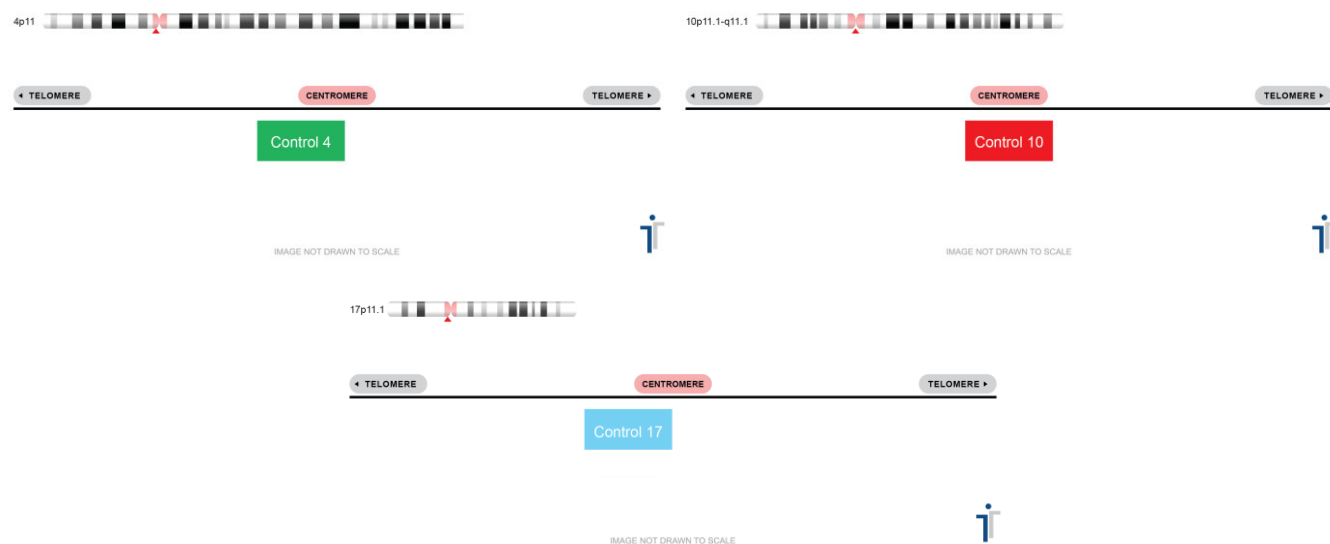 4p11
◂ TELOMERE CENTROMERE TELOMERE ▸
Control 4
IMAGE NOT DRAWN TO SCALE
10p11.1-q11.1
◂ TELOMERE CENTROMERE TELOMERE ▸
Control 10
IMAGE NOT DRAWN TO SCALE
17p11.1
◂ TELOMERE CENTROMERE TELOMERE ▸
Control 17
IMAGE NOT DRAWN TO SCALE